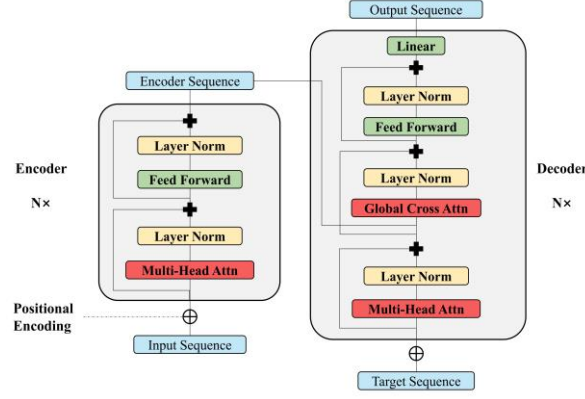 Output Sequence
Linear
Layer Norm
Feed Forward
Layer Norm
Global Cross Attn
Layer Norm
Multi-Head Attn
Target Sequence
Decoder
N×
Encoder Sequence
Layer Norm
Feed Forward
Layer Norm
Multi-Head Attn
Input Sequence
Encoder
N×
Positional
Encoding